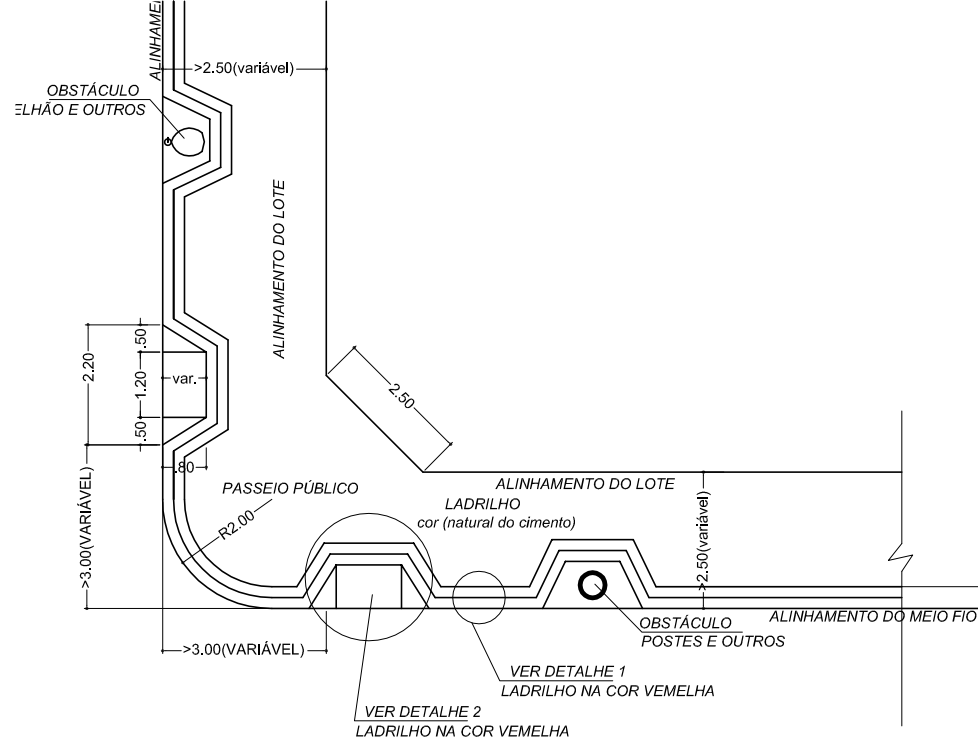 ALINHAME
>2.50(variável)
OBSTÁCULO
ELHÃO E OUTROS
ALINHAMENTO DO LOTE
.50
2.20
1.20
var.
.50
.80
2.50
>3.00(VARIÁVEL)
PASSEIO PÚBLICO
R2.00
ALINHAMENTO DO LOTE
LADRILHO
cor (natural do cimento)
>2.50(variável)
ALINHAMENTO DO MEIO FIO
OBSTÁCULO
POSTES E OUTROS
>3.00(VARIÁVEL)
VER DETALHE 1
LADRILHO NA COR VEMELHA
VER DETALHE 2
LADRILHO NA COR VEMELHA